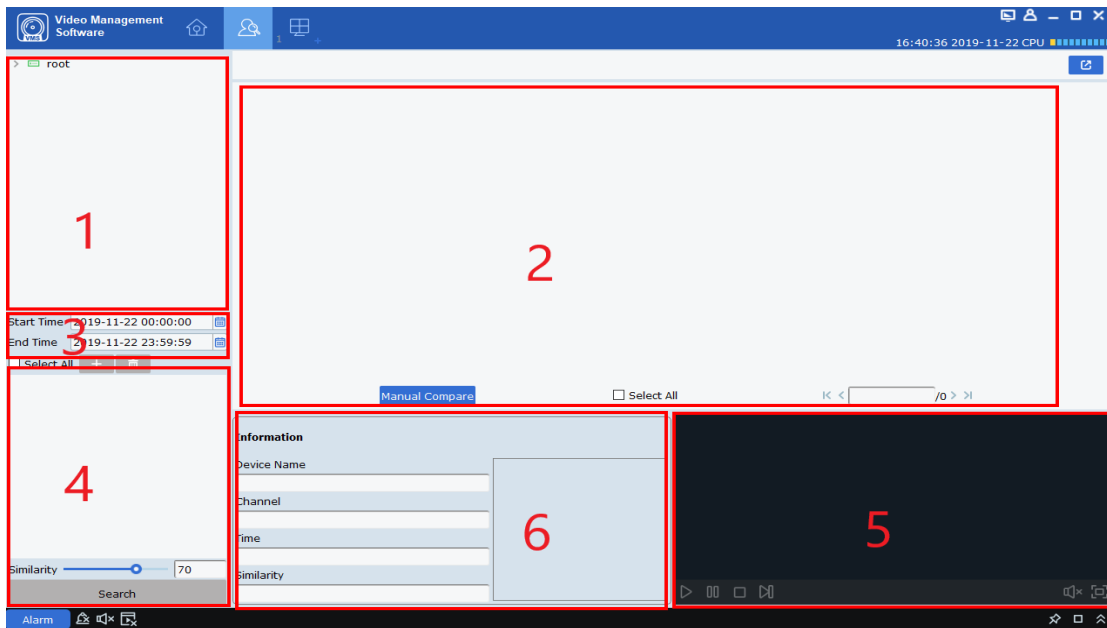 Video Management
Software
VMS
1
+
16:40:36 2019-11-22 CPU
root
1
2
Start Time 2019-11-22 00:00:00
3
End Time 2019-11-22 23:59:59
Select All +
Manual Compare
Select All
/0
Information
Device Name
4
Channel
6
5
Time
Similarity 70
Similarity
Search
Alarm